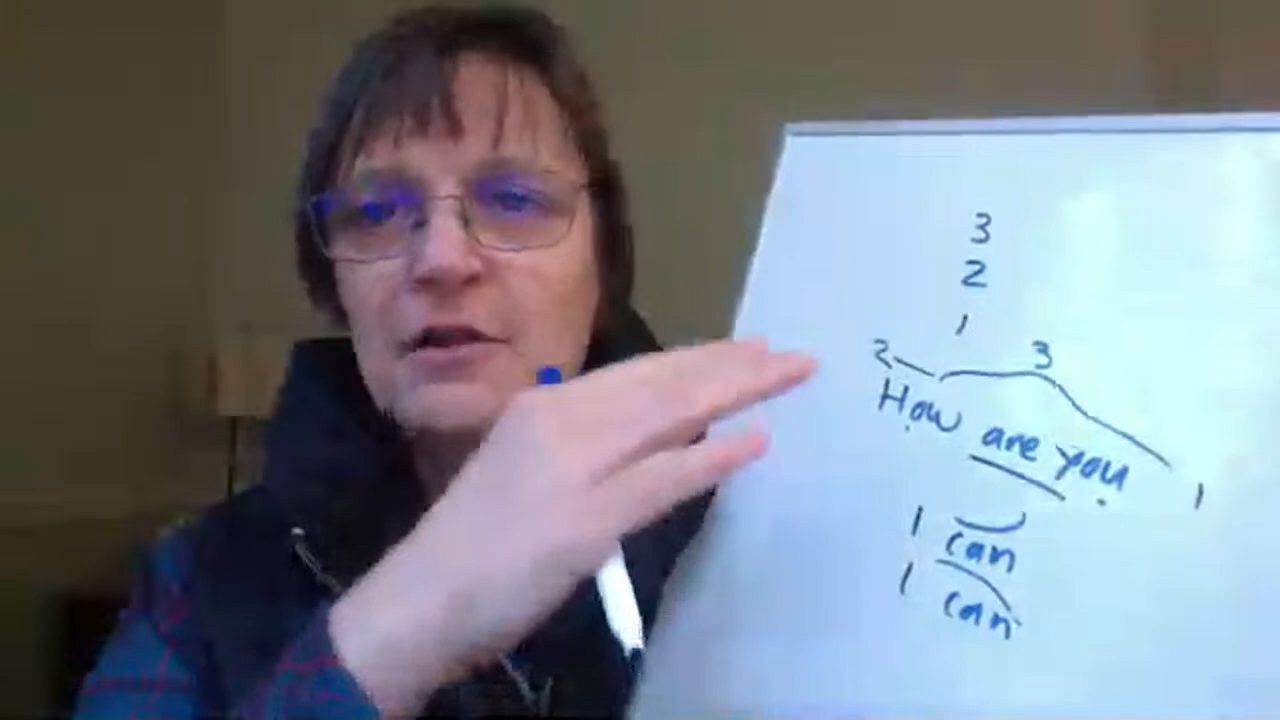 3
2
1
2 3
How are you 1
1 can
1 can